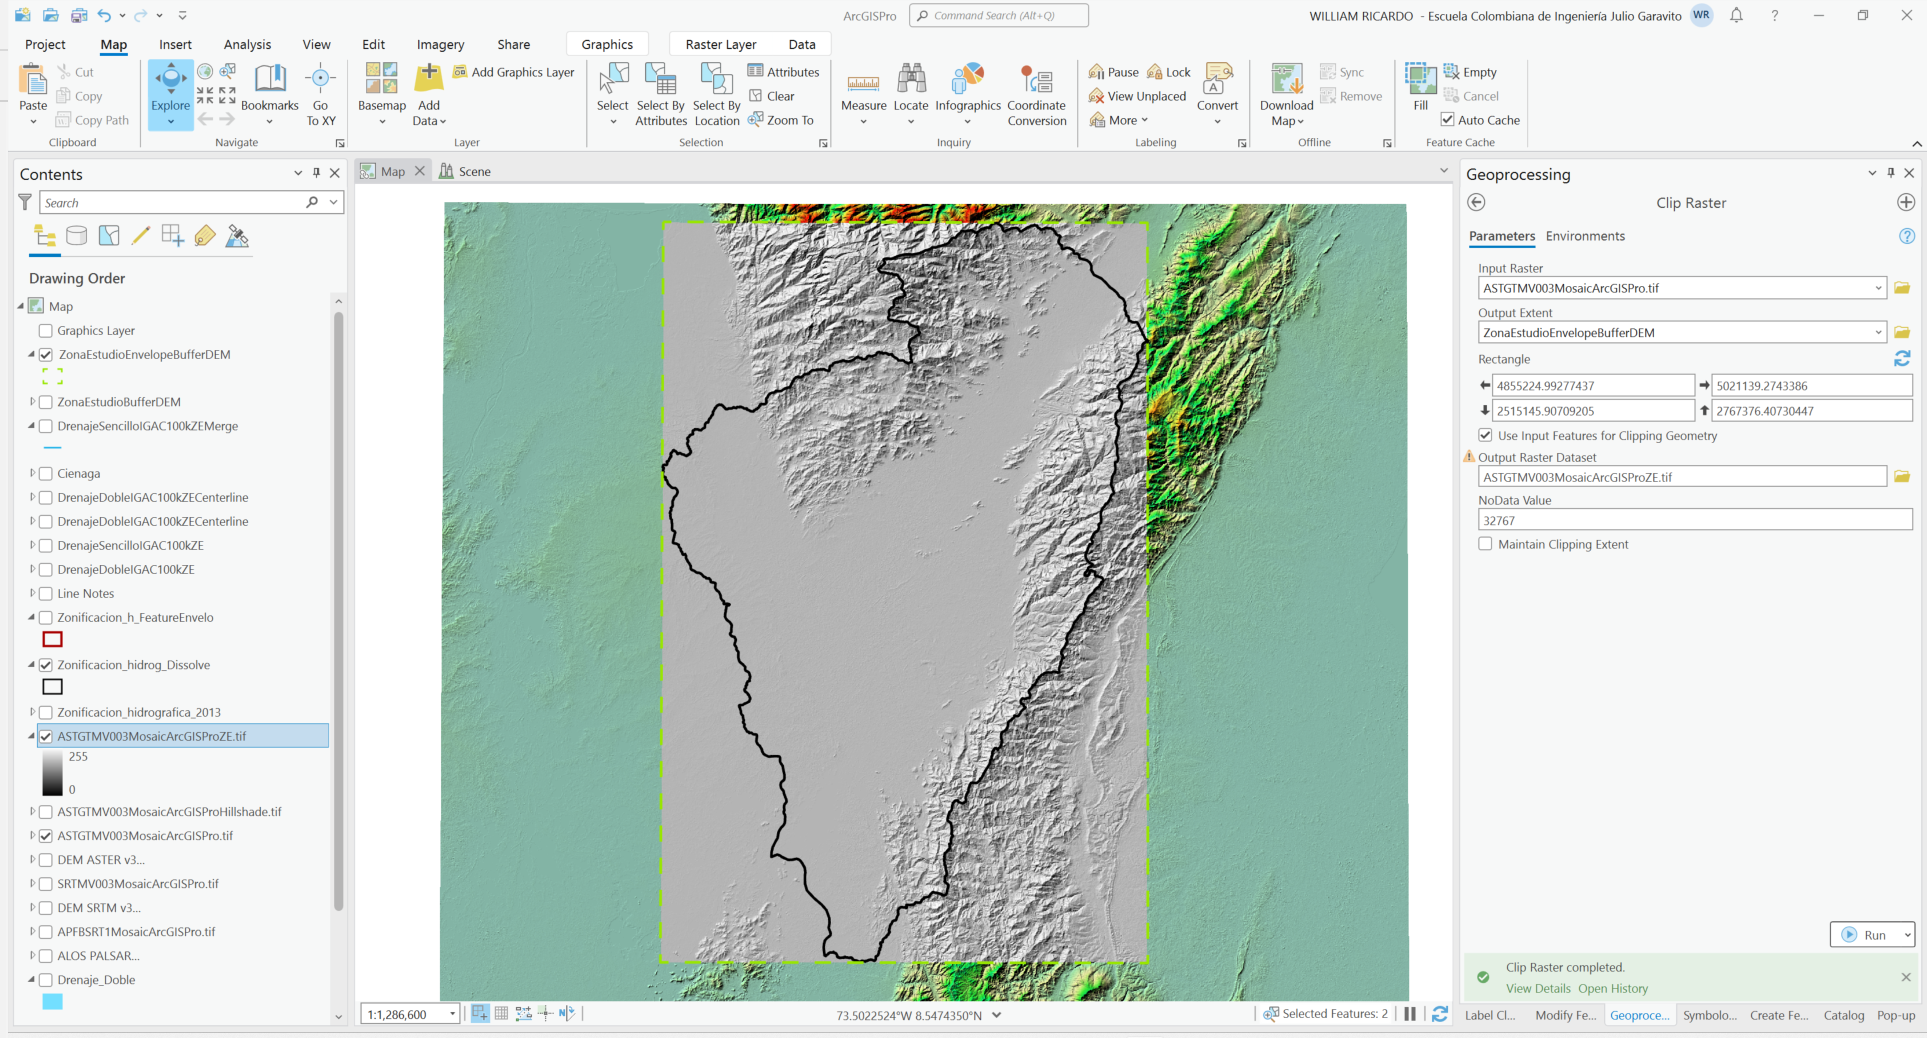 ArcGISPro
Command Search (Alt+Q)
WILLIAM RICARDO - Escuela Colombiana de Ingeniería Julio Garavito
WR
?
Project Map Insert Analysis View Edit Imagery Share Graphics Raster Layer Data
Paste
Cut
Copy
Copy Path
Clipboard
Explore
Bookmarks
Go To XY
Navigate
Basemap
Add Data
Add Graphics Layer
Layer
Select
Select By Attributes
Select By Location
Attributes
Clear
Zoom To
Selection
Measure
Locate
Infographics
Coordinate Conversion
Inquiry
Pause
Lock
View Unplaced
More
Convert
Labeling
Download Map
Sync
Remove
Offline
Fill
Empty
Cancel
Auto Cache
Feature Cache
Contents
Search
Drawing Order
Map
Graphics Layer
ZonaEstudioEnvelopeBufferDEM
ZonaEstudioBufferDEM
DrenajeSencilloIGAC100kZEMerge
Cienaga
DrenajeDobleIGAC100kZECenterline
DrenajeDobleIGAC100kZECenterline
DrenajeSencilloIGAC100kZE
DrenajeDobleIGAC100kZE
Line Notes
Zonificacion_h_FeatureEnvelo
Zonificacion_hidrog_Dissolve
Zonificacion_hidrografica_2013
ASTGTMV003MosaicArcGISProZE.tif
255
0
ASTGTMV003MosaicArcGISProHillshade.tif
ASTGTMV003MosaicArcGISPro.tif
DEM ASTER v3...
SRTMV003MosaicArcGISPro.tif
DEM SRTM v3...
APFBSRT1MosaicArcGISPro.tif
ALOS PALSAR...
Drenaje_Doble
Map
Scene
1:1,286,600
N
73.5022524°W 8.5474350°N
Selected Features: 2
Geoprocessing
Clip Raster
Parameters Environments
?
Input Raster
ASTGTMV003MosaicArcGISPro.tif
Output Extent
ZonaEstudioEnvelopeBufferDEM
Rectangle
4855224.99277437
5021139.2743386
2515145.90709205
2767376.40730447
Use Input Features for Clipping Geometry
Output Raster Dataset
ASTGTMV003MosaicArcGISProZE.tif
NoData Value
32767
Maintain Clipping Extent
Run
Clip Raster completed.
View Details Open History
Label Cl... Modify Fe... Geoproce... Symbolo... Create Fe... Catalog Pop-up